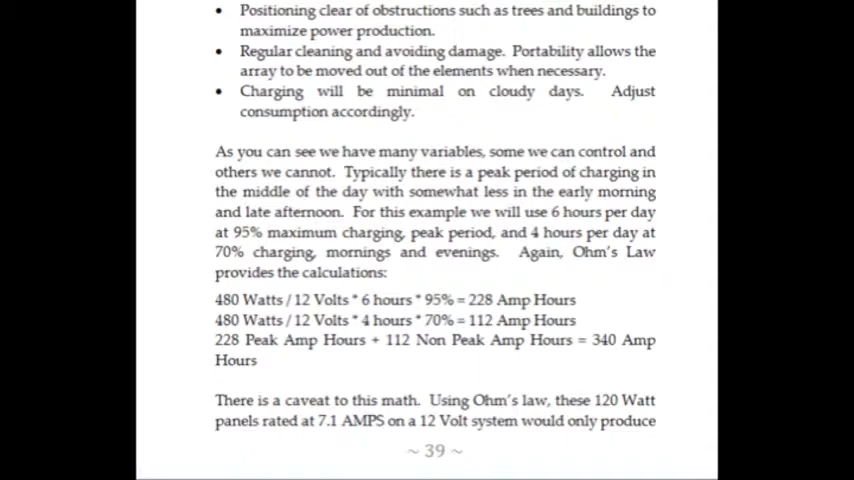 • Positioning clear of obstructions such as trees and buildings to
maximize power production.
• Regular cleaning and avoiding damage. Portability allows the
array to be moved out of the elements when necessary.
• Charging will be minimal on cloudy days. Adjust
consumption accordingly.
As you can see we have many variables, some we can control and
others we cannot. Typically there is a peak period of charging in
the middle of the day with somewhat less in the early morning
and late afternoon. For this example we will use 6 hours per day
at 95% maximum charging, peak period, and 4 hours per day at
70% charging, mornings and evenings. Again, Ohm's Law
provides the calculations:
480 Watts / 12 Volts * 6 hours * 95% = 228 Amp Hours
480 Watts / 12 Volts * 4 hours * 70% = 112 Amp Hours
228 Peak Amp Hours + 112 Non Peak Amp Hours = 340 Amp
Hours
There is a caveat to this math. Using Ohm's law, these 120 Watt
panels rated at 7.1 AMPS on a 12 Volt system would only produce
~ 39 ~